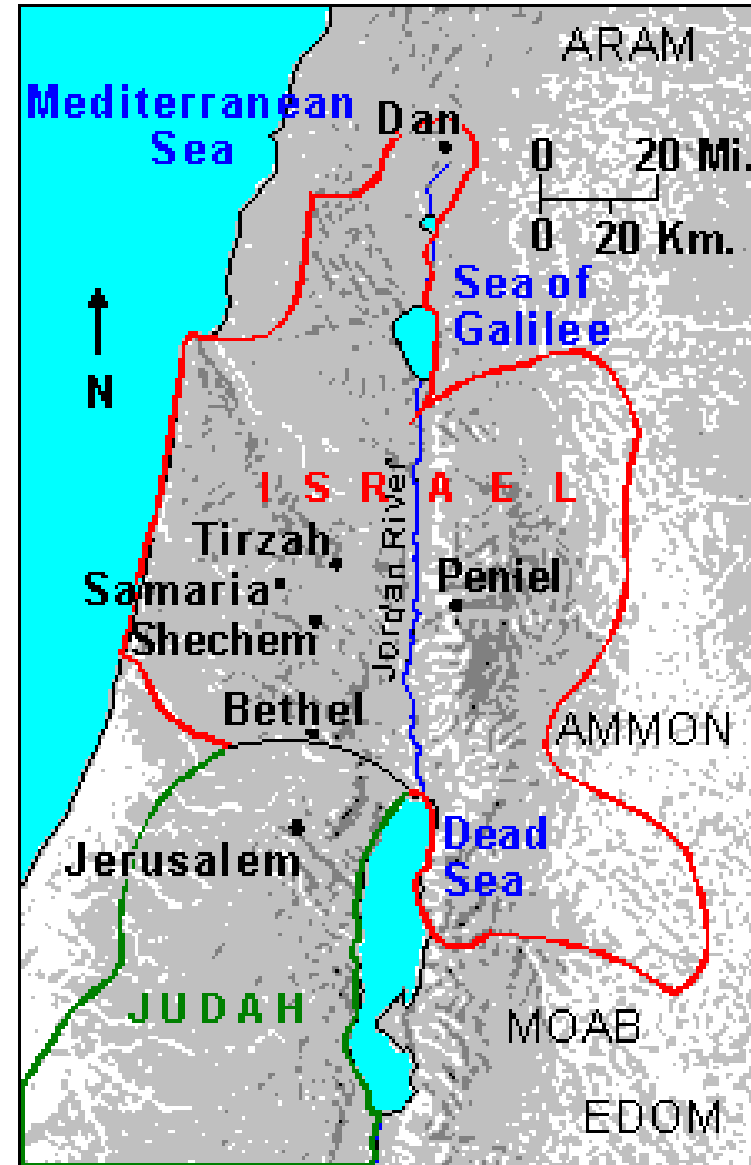 ARAM
Mediterranean
Sea
Dan
0 20 Mi.
0 20 Km.
Sea of
Galilee
N
I S R A E L
Jordan River
Tirzah
Peniel
Samaria
Shechem
Bethel
AMMON
Jerusalem
Dead
Sea
JUDAH
MOAB
EDOM